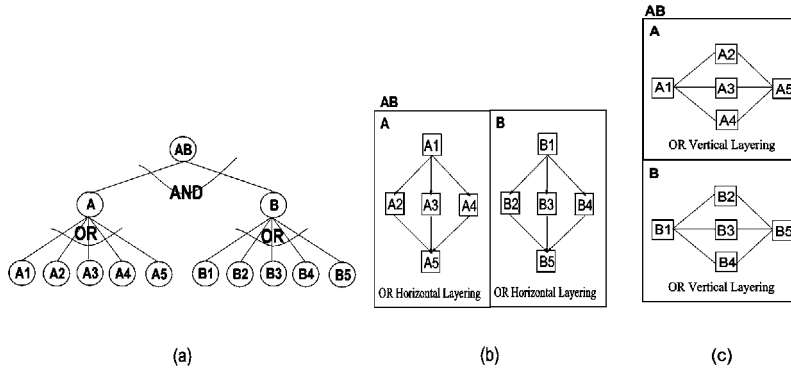 AB
AND
A
B
OR
OR
A1 A2 A3 A4 A5
B1 B2 B3 B4 B5
(a)
AB
A
A1
A2 A3 A4
A5
OR Horizontal Layering
B
B1
B2 B3 B4
B5
OR Horizontal Layering
(b)
AB
A
A2
A1 A3 A5
A4
OR Vertical Layering
B
B2
B1 B3 B5
B4
OR Vertical Layering
(c)